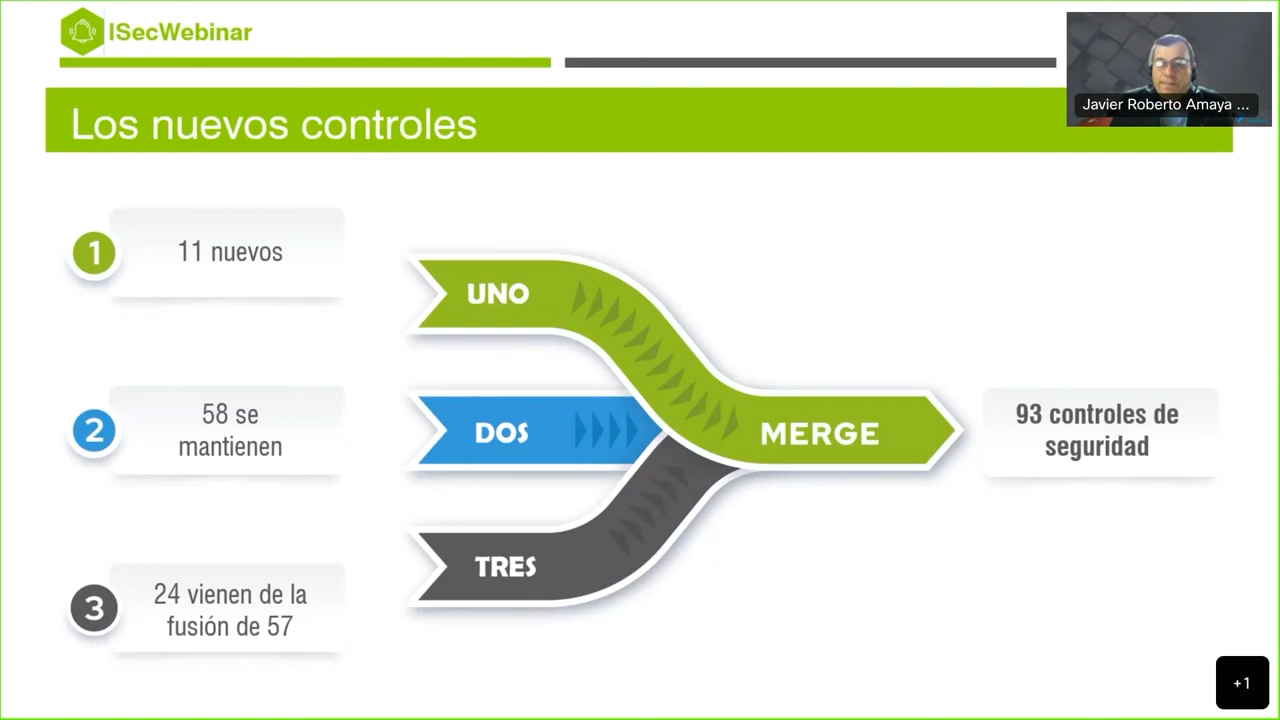 ISecWebinar
Javier Roberto Amaya ...
Los nuevos controles
1
11 nuevos
UNO
2
58 se
mantienen
DOS
MERGE
93 controles de
seguridad
3
24 vienen de la
fusión de 57
TRES
+1